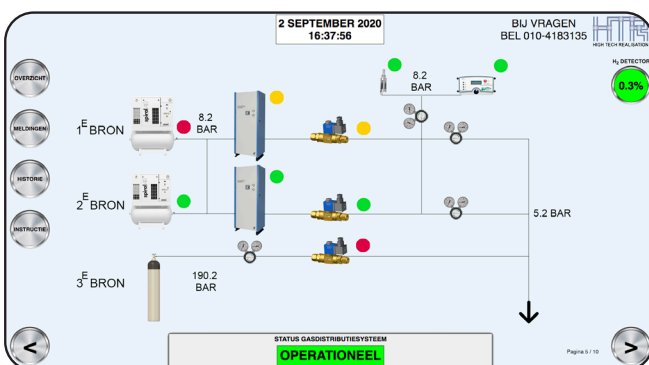 2 SEPTEMBER 2020
16:37:56
BIJ VRAGEN
BEL 010-4183135
HTR
HIGH TECH REALISATION
OVERZICHT
MELDINGEN
HISTORIE
INSTRUCTIE
H₂ DETECTOR
0.3%
8.2
BAR
1E BRON
8.2
BAR
2E BRON
5.2 BAR
3E BRON
190.2
BAR
STATUS GASDISTRIBUTIESYSTEEM
OPERATIONEEL
Pagina 5 / 10
<
>